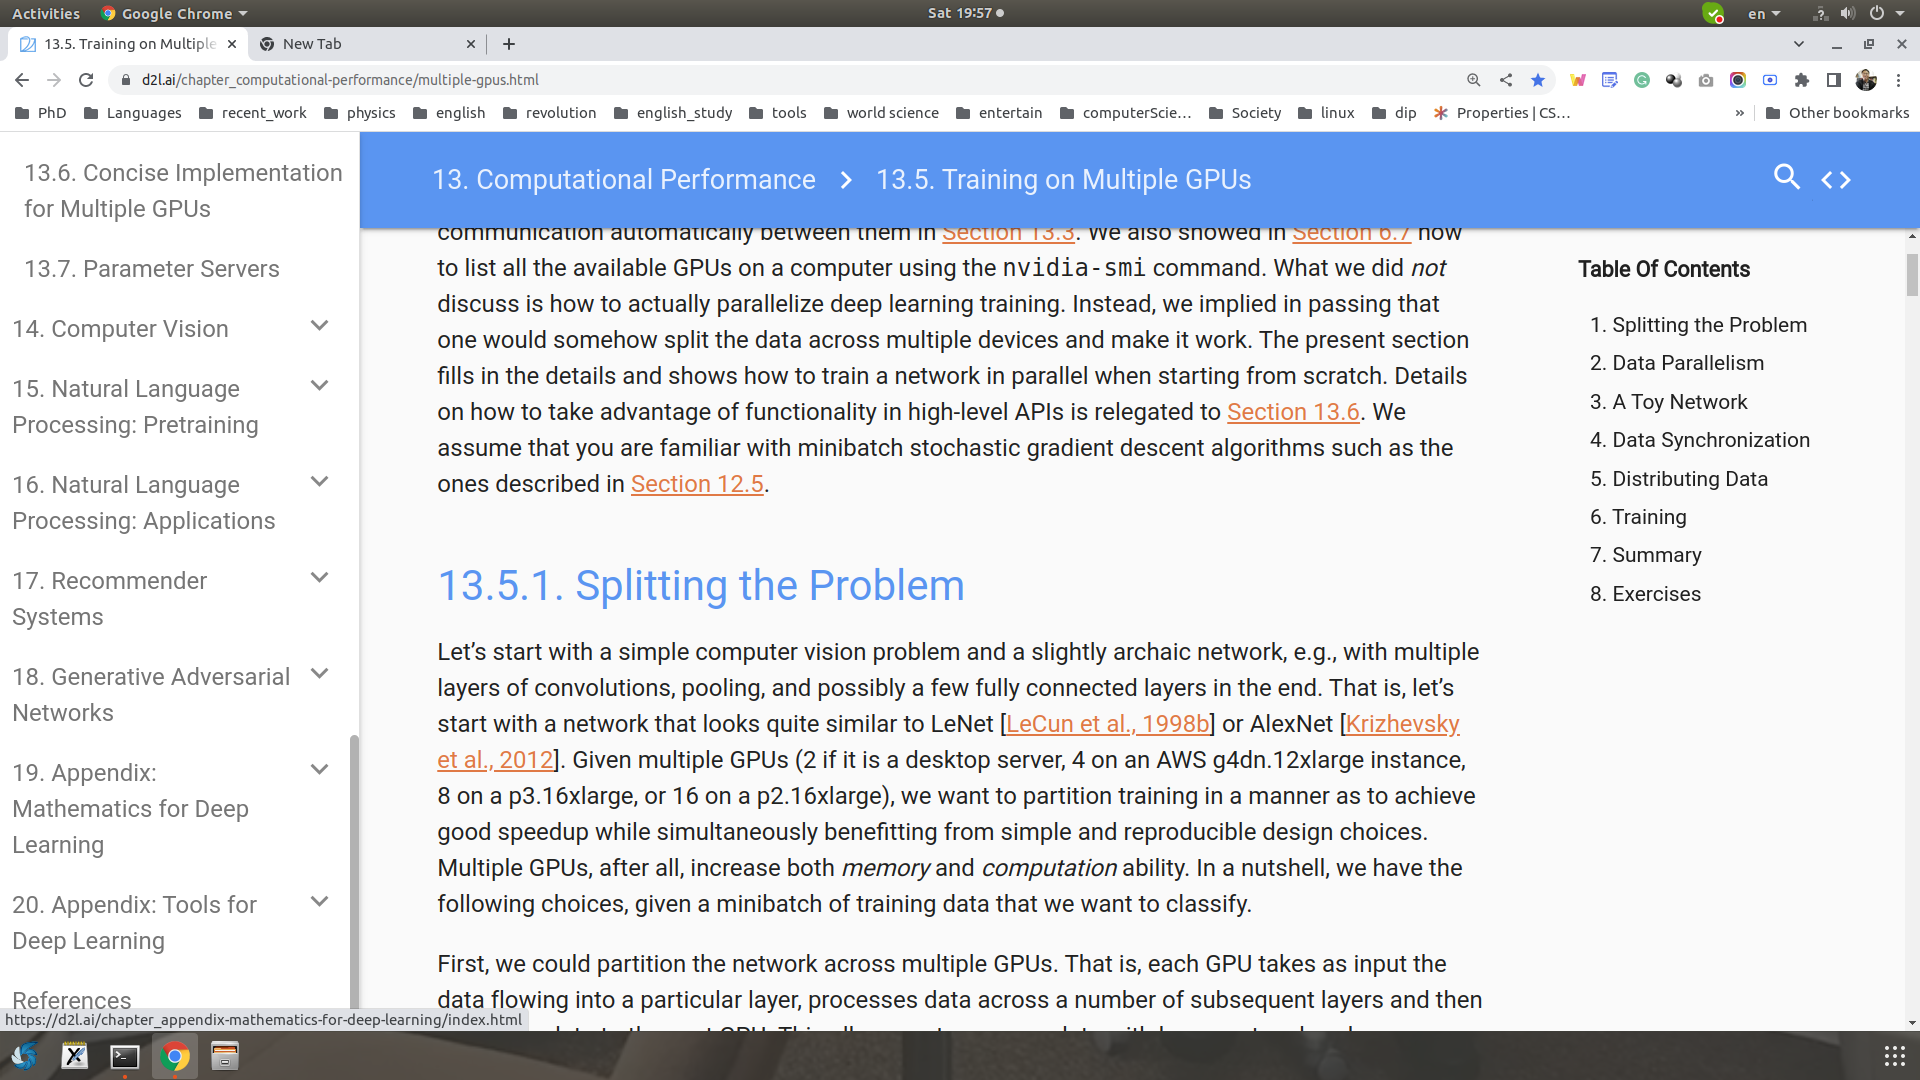 Activities
Google Chrome
Sat 19:57
en
13.5. Training on Multiple
New Tab
d2l.ai/chapter_computational-performance/multiple-gpus.html
PhD
Languages
recent_work
physics
english
revolution
english_study
tools
world science
entertain
computerScie...
Society
linux
dip
Properties | CS...
»
Other bookmarks
13.6. Concise Implementation
for Multiple GPUs
13.7. Parameter Servers
14. Computer Vision
15. Natural Language
Processing: Pretraining
16. Natural Language
Processing: Applications
17. Recommender
Systems
18. Generative Adversarial
Networks
19. Appendix:
Mathematics for Deep
Learning
20. Appendix: Tools for
Deep Learning
References
https://d2l.ai/chapter_appendix-mathematics-for-deep-learning/index.html
13. Computational Performance
13.5. Training on Multiple GPUs
communication automatically between them in Section 13.3. We also showed in Section 6.7 how
to list all the available GPUs on a computer using the nvidia-smi command. What we did not
discuss is how to actually parallelize deep learning training. Instead, we implied in passing that
one would somehow split the data across multiple devices and make it work. The present section
fills in the details and shows how to train a network in parallel when starting from scratch. Details
on how to take advantage of functionality in high-level APIs is relegated to Section 13.6. We
assume that you are familiar with minibatch stochastic gradient descent algorithms such as the
ones described in Section 12.5.
13.5.1. Splitting the Problem
Let’s start with a simple computer vision problem and a slightly archaic network, e.g., with multiple
layers of convolutions, pooling, and possibly a few fully connected layers in the end. That is, let’s
start with a network that looks quite similar to LeNet [LeCun et al., 1998b] or AlexNet [Krizhevsky
et al., 2012]. Given multiple GPUs (2 if it is a desktop server, 4 on an AWS g4dn.12xlarge instance,
8 on a p3.16xlarge, or 16 on a p2.16xlarge), we want to partition training in a manner as to achieve
good speedup while simultaneously benefitting from simple and reproducible design choices.
Multiple GPUs, after all, increase both memory and computation ability. In a nutshell, we have the
following choices, given a minibatch of training data that we want to classify.
First, we could partition the network across multiple GPUs. That is, each GPU takes as input the
data flowing into a particular layer, processes data across a number of subsequent layers and then
Table Of Contents
1. Splitting the Problem
2. Data Parallelism
3. A Toy Network
4. Data Synchronization
5. Distributing Data
6. Training
7. Summary
8. Exercises